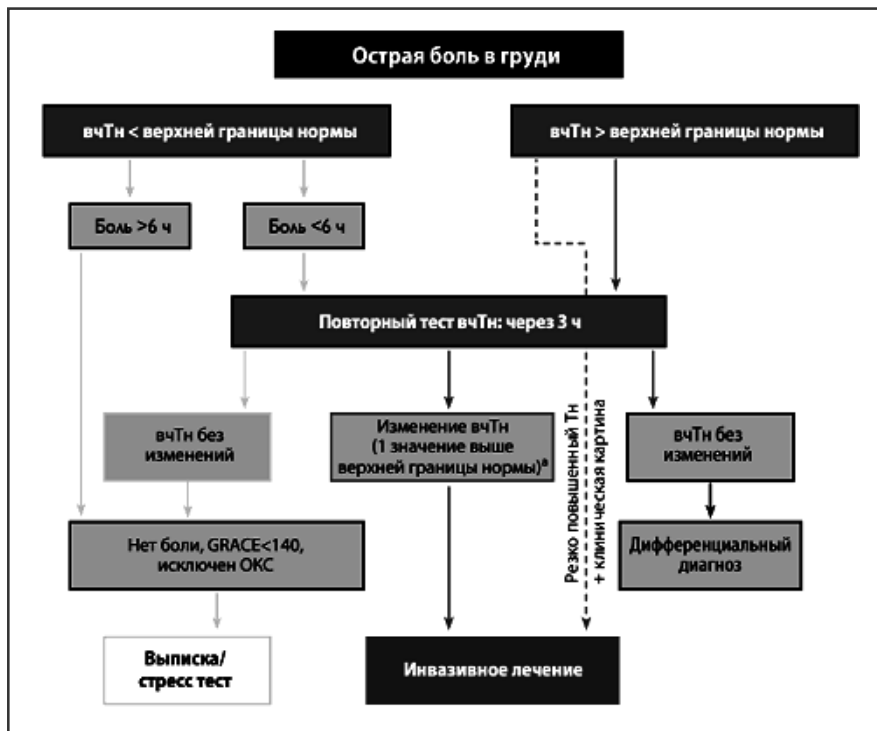 Острая боль в груди
вчТн < верхней границы нормы
вчТн > верхней границы нормы
Боль >6 ч
Боль <6 ч
Повторный тест вчТн: через 3 ч
вчТн без
изменений
Изменение вчТн
(1 значение выше
верхней границы нормы)ª
Резко повышенный Тн
+ клиническая картина
вчТн без
изменений
Нет боли, GRACE<140,
исключен ОКС
Дифференциальный
диагноз
Выписка/
стресс тест
Инвазивное лечение